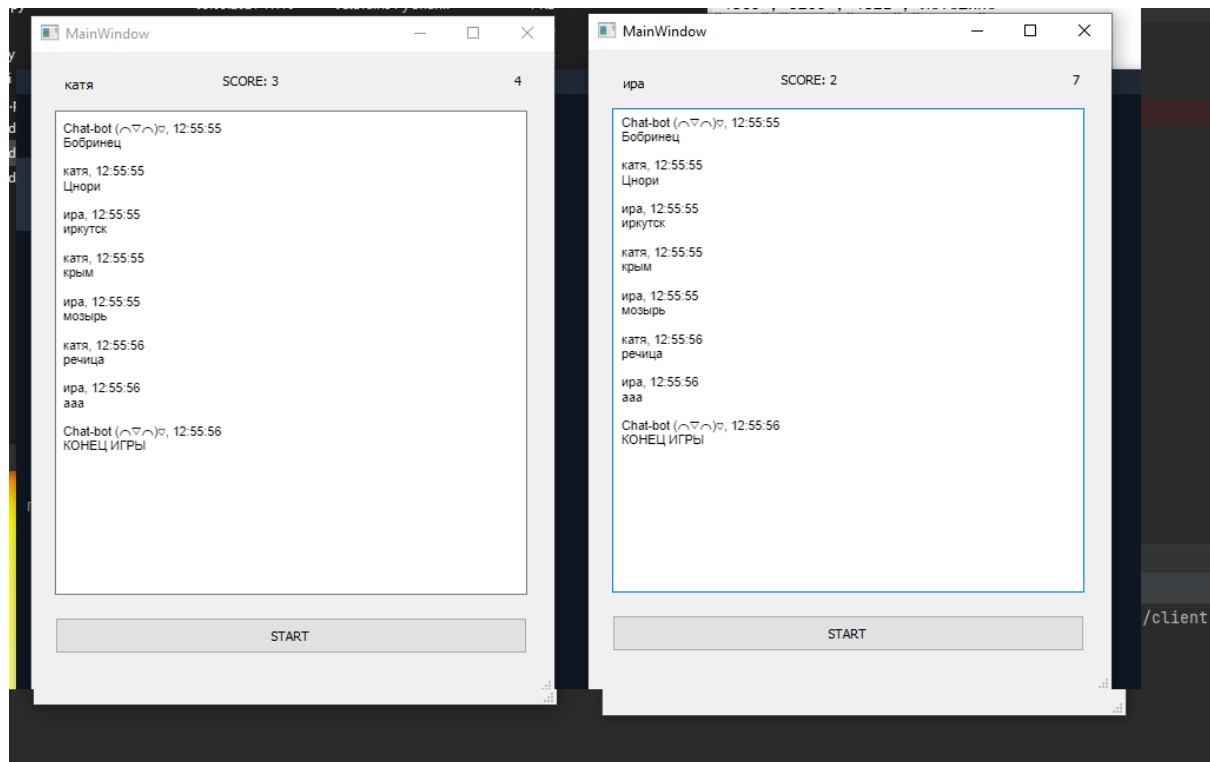 MainWindow
катя SCORE: 3 4
Chat-bot (⌒▽⌒)♡, 12:55:55
Бобринец
катя, 12:55:55
Цнори
ира, 12:55:55
иркутск
катя, 12:55:55
крым
ира, 12:55:55
мозырь
катя, 12:55:56
речица
ира, 12:55:56
ааа
Chat-bot (⌒▽⌒)♡, 12:55:56
КОНЕЦ ИГРЫ
START
MainWindow
ира SCORE: 2 7
Chat-bot (⌒▽⌒)♡, 12:55:55
Бобринец
катя, 12:55:55
Цнори
ира, 12:55:55
иркутск
катя, 12:55:55
крым
ира, 12:55:55
мозырь
катя, 12:55:56
речица
ира, 12:55:56
ааа
Chat-bot (⌒▽⌒)♡, 12:55:56
КОНЕЦ ИГРЫ
START
/client